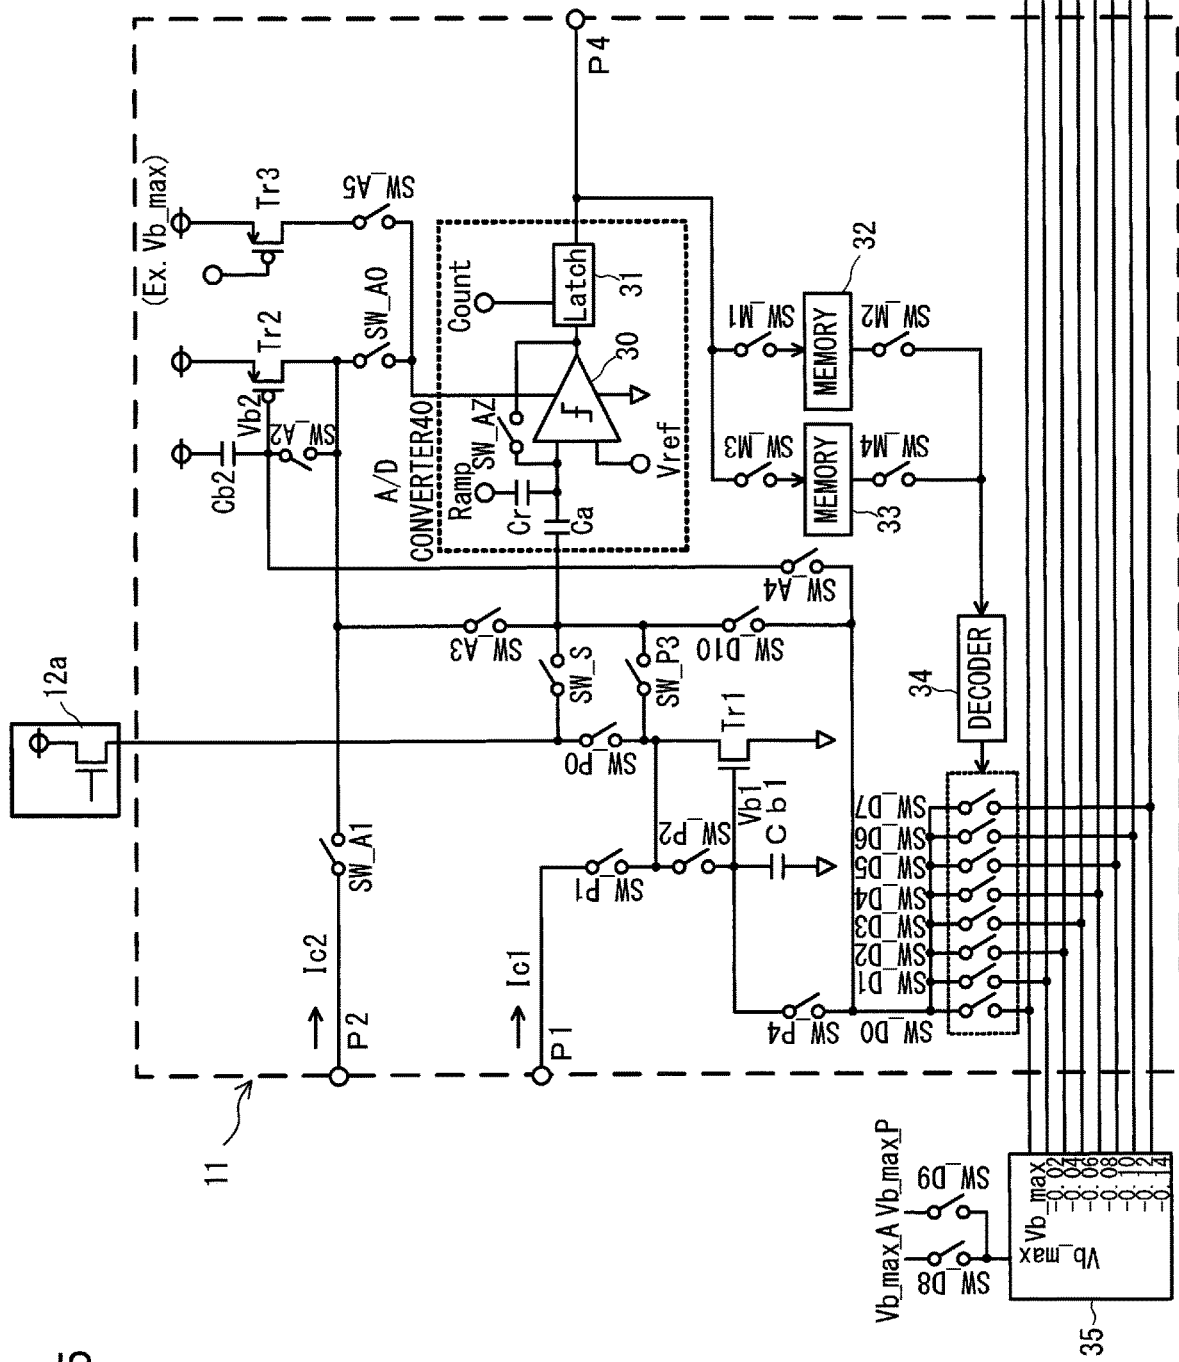 12a
(Ex. Vb_max)
P4
Tr3
SW_A5
Tr2
SW_A0
Vb2
SW_A2
Cb2
A/D
CONVERTER40
Count
Latch
31
30
SW_AZ
Ramp
Cr
Ca
Vref
SW_M1
MEMORY
32
SW_M2
SW_M3
MEMORY
33
SW_M4
SW_A4
SW_A3
SW_S
SW_P3
SW_D10
34
DECODER
SW_P0
Tr1
Vb1
Cb1
SW_P2
SW_P1
SW_A1
Ic2
P2
Ic1
P1
SW_P4
SW_D0
SW_D1
SW_D2
SW_D3
SW_D4
SW_D5
SW_D6
SW_D7
11
Vb_max_A
Vb_max_P
SW_D8
SW_D9
Vb_max
Vb_max
-0.02
-0.04
-0.06
-0.08
-0.10
-0.12
-0.14
35